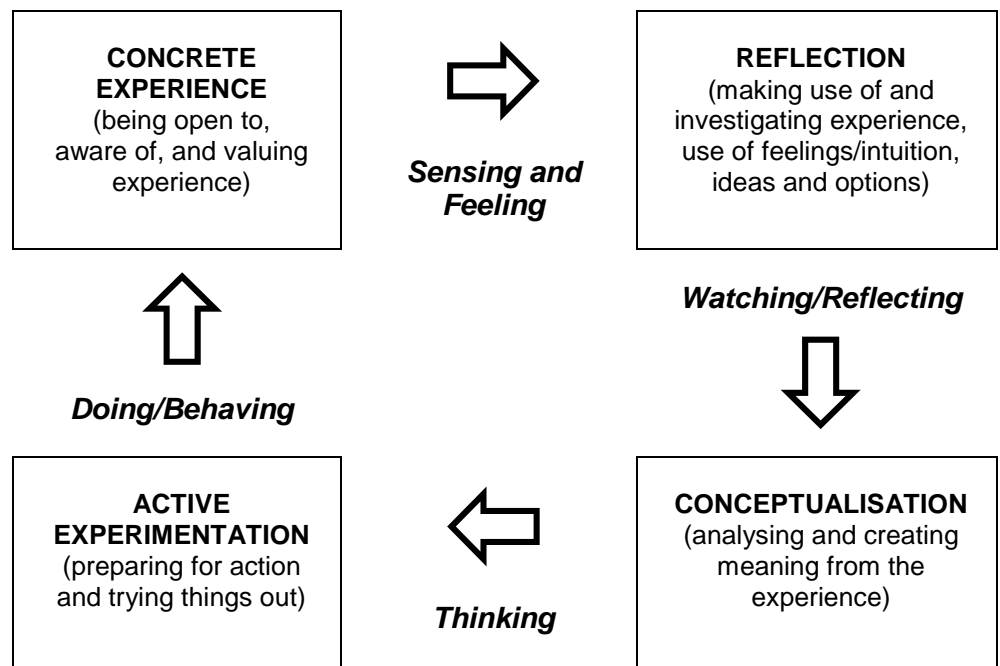 CONCRETE
EXPERIENCE
(being open to,
aware of, and valuing
experience)
Sensing and
Feeling
REFLECTION
(making use of and
investigating experience,
use of feelings/intuition,
ideas and options)
Watching/Reflecting
Doing/Behaving
ACTIVE
EXPERIMENTATION
(preparing for action
and trying things out)
Thinking
CONCEPTUALISATION
(analysing and creating
meaning from the
experience)